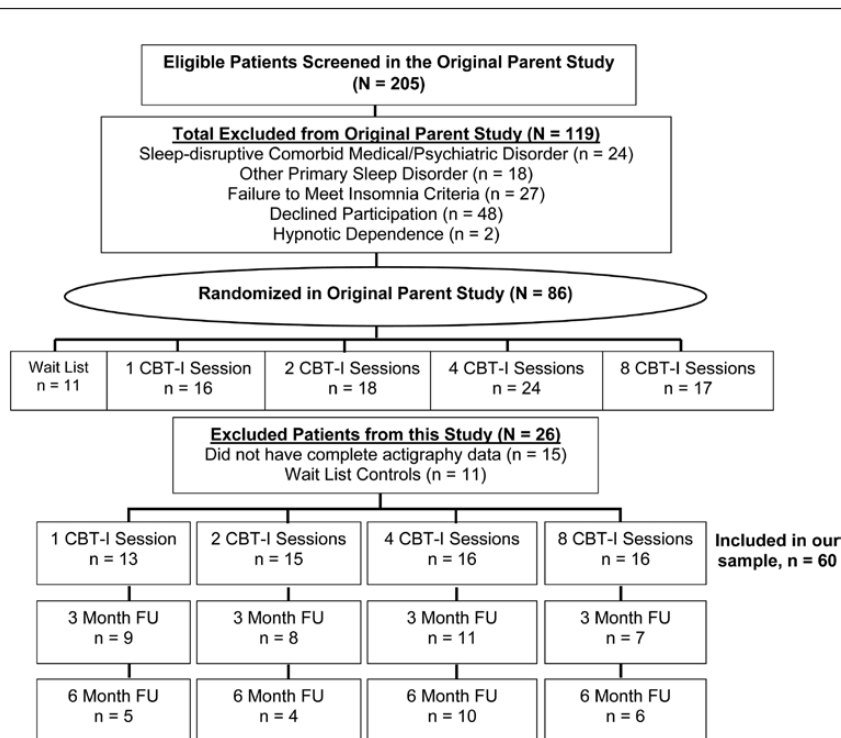 Eligible Patients Screened in the Original Parent Study
(N = 205)
Total Excluded from Original Parent Study (N = 119)
Sleep-disruptive Comorbid Medical/Psychiatric Disorder (n = 24)
Other Primary Sleep Disorder (n = 18)
Failure to Meet Insomnia Criteria (n = 27)
Declined Participation (n = 48)
Hypnotic Dependence (n = 2)
Randomized in Original Parent Study (N = 86)
Wait List
n = 11
1 CBT-I Session
n = 16
2 CBT-I Sessions
n = 18
4 CBT-I Sessions
n = 24
8 CBT-I Sessions
n = 17
Excluded Patients from this Study (N = 26)
Did not have complete actigraphy data (n = 15)
Wait List Controls (n = 11)
1 CBT-I Session
n = 13
2 CBT-I Sessions
n = 15
4 CBT-I Sessions
n = 16
8 CBT-I Sessions
n = 16
Included in our
sample, n = 60
3 Month FU
n = 9
3 Month FU
n = 8
3 Month FU
n = 11
3 Month FU
n = 7
6 Month FU
n = 5
6 Month FU
n = 4
6 Month FU
n = 10
6 Month FU
n = 6